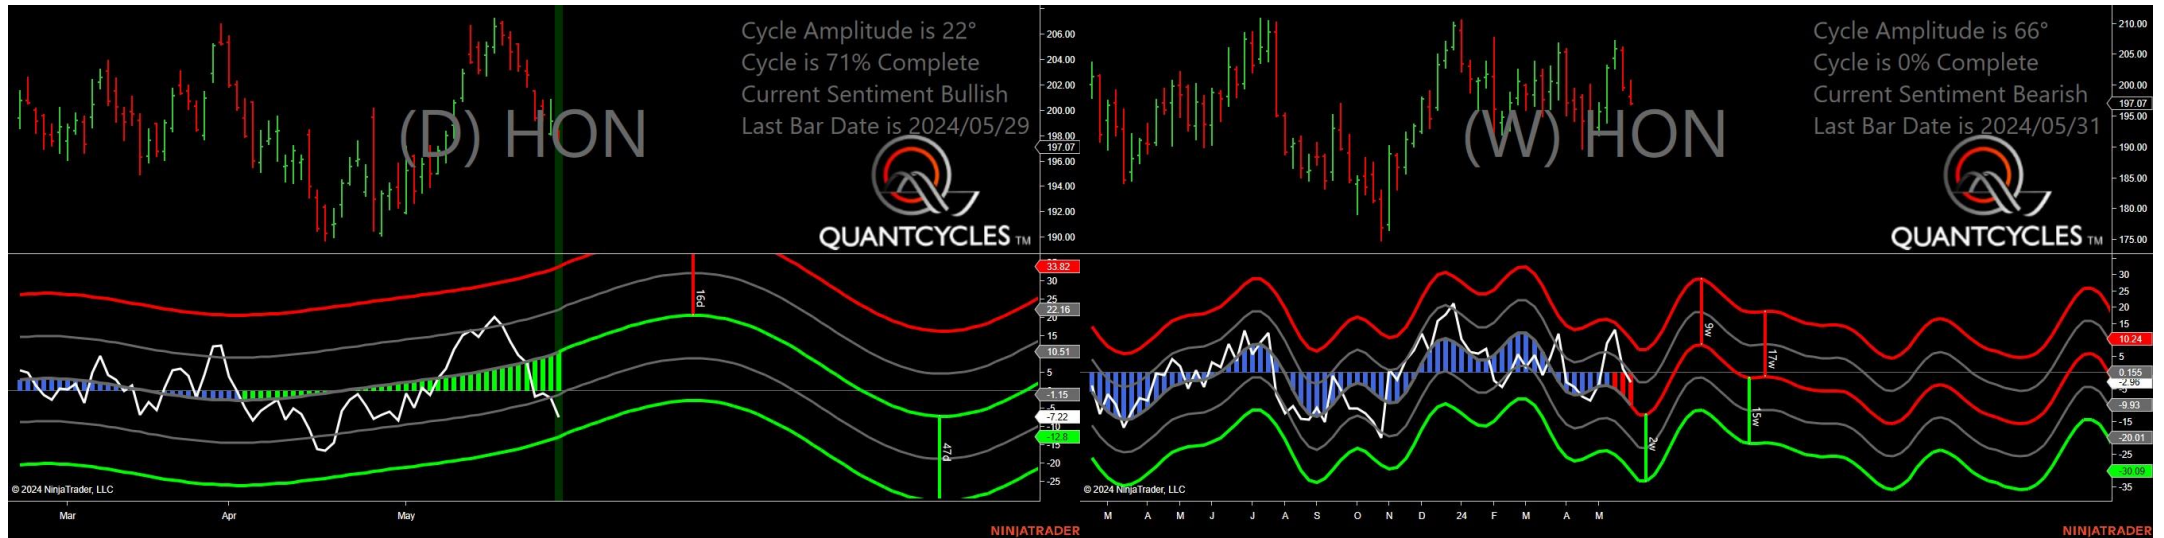 Cycle Amplitude is 22°
Cycle is 71% Complete
Current Sentiment Bullish
Last Bar Date is 2024/05/29
(D) HON
QUANTCYCLES TM
206.00
204.00
202.00
200.00
198.00
197.07
196.00
194.00
192.00
190.00
33.82
30
25
22.16
20
15
10.51
5
-1.15
-5
-7.22
-10
-12.8
-15
-20
-25
16d
47d
© 2024 NinjaTrader, LLC
Mar Apr May
NINJATRADER
Cycle Amplitude is 66°
Cycle is 0% Complete
Current Sentiment Bearish
Last Bar Date is 2024/05/31
(W) HON
QUANTCYCLES TM
210.00
205.00
200.00
197.07
195.00
190.00
185.00
180.00
175.00
30
25
20
15
10.24
5
0.155
-2.96
-9.93
-15
-20.01
-25
-30.09
-35
9w
17w
2w
15w
© 2024 NinjaTrader, LLC
M A M J J A S O N D 24 F M A M
NINJATRADER